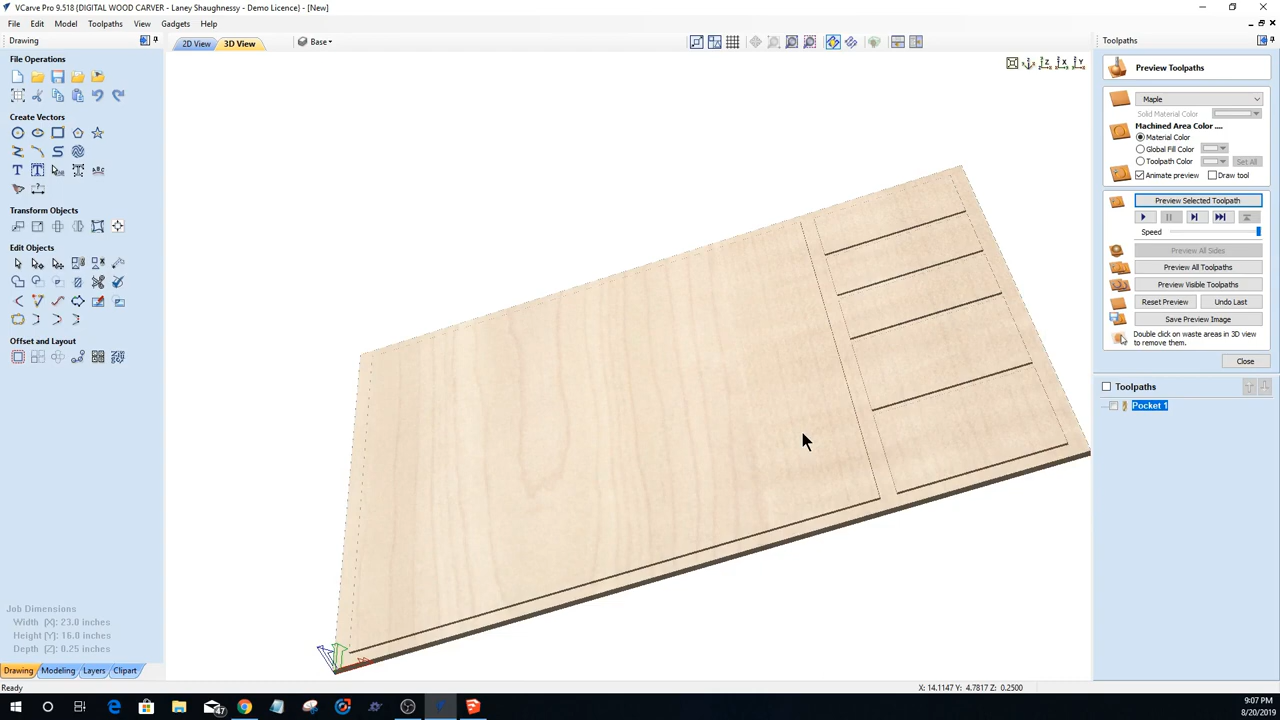 VCarve Pro 9.518 {DIGITAL WOOD CARVER - Laney Shaughnessy - Demo Licence} - [New]
File Edit Model Toolpaths View Gadgets Help
Drawing
2D View 3D View Base
Toolpaths
File Operations
Create Vectors
Transform Objects
Edit Objects
Offset and Layout
Preview Toolpaths
Maple
Solid Material Color
Machined Area Color ....
Material Color
Global Fill Color
Toolpath Color Set All
Animate preview Draw tool
Preview Selected Toolpath
Speed
Preview All Sides
Preview All Toolpaths
Preview Visible Toolpaths
Reset Preview Undo Last
Save Preview Image
Double click on waste areas in 3D view
to remove them.
Close
Toolpaths
Pocket 1
X
Y
Z
Job Dimensions
Width (X): 23.0 inches
Height (Y): 16.0 inches
Depth (Z): 0.25 inches
Drawing Modeling Layers Clipart
Ready
X: 14.1147 Y: 4.7817 Z: 0.2500
47
9:07 PM
8/20/2019